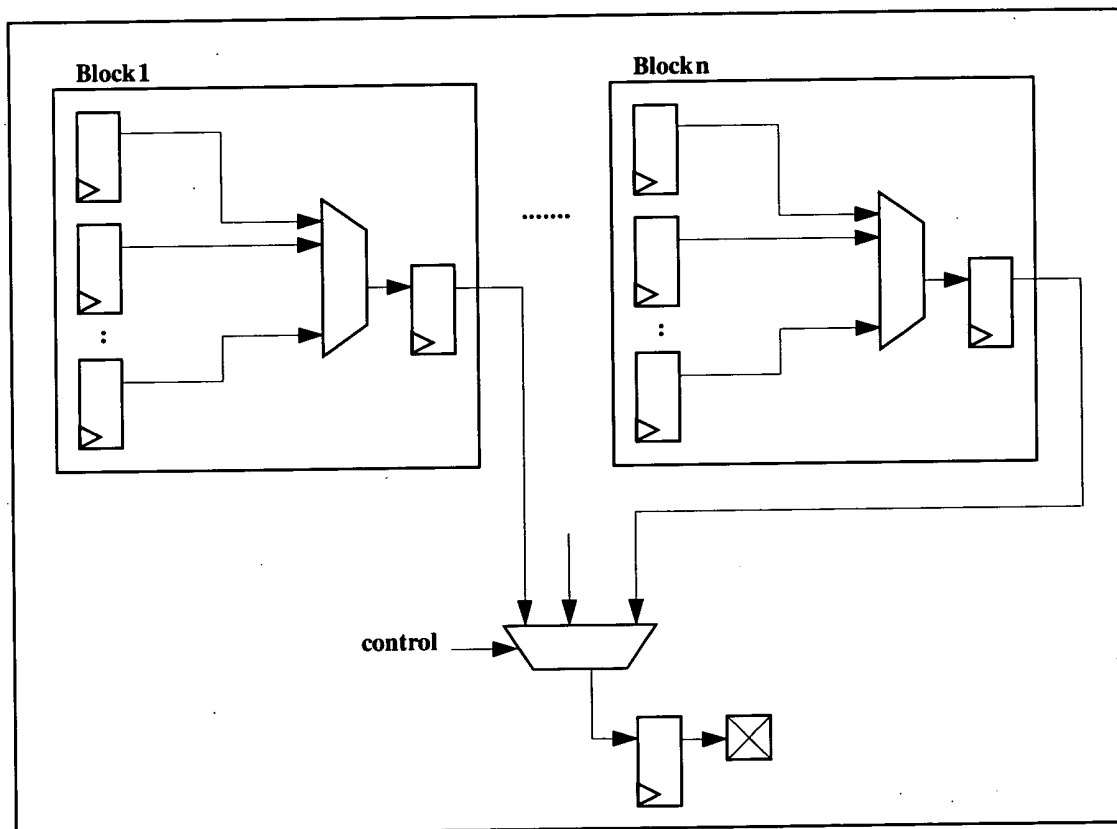 Block1
Blockn
.......
:
:
control